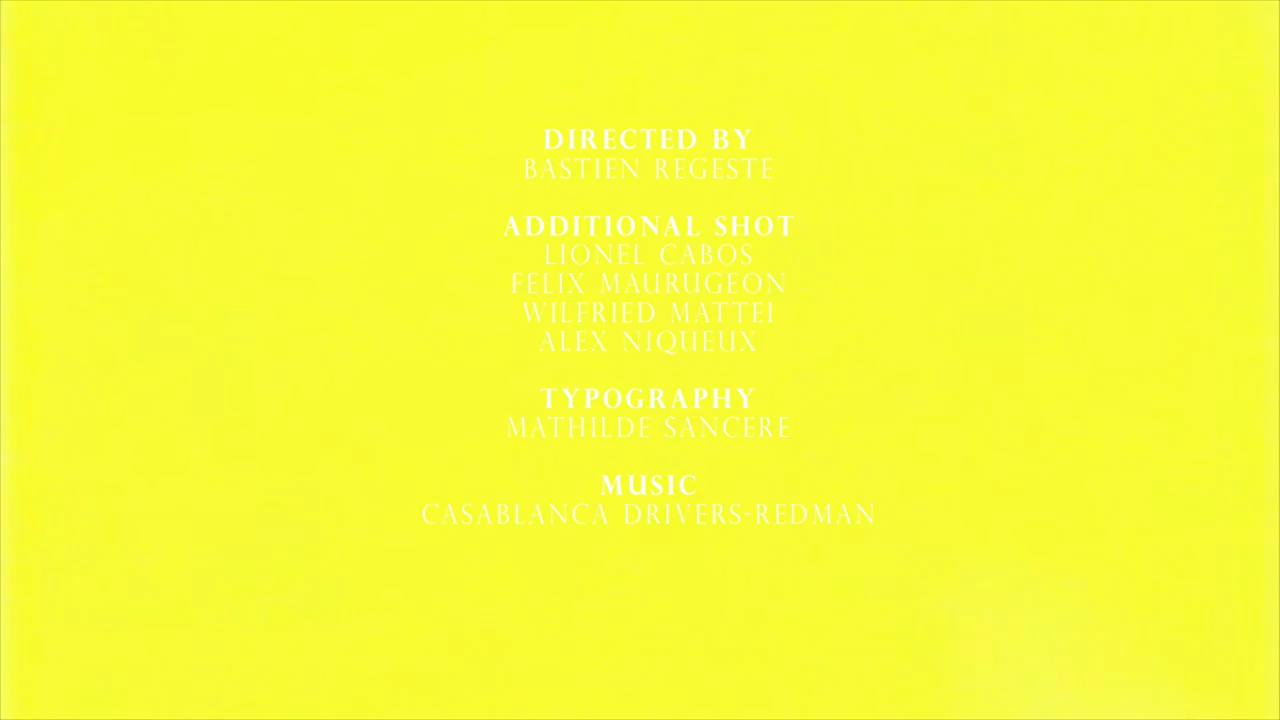 DIRECTED BY
BASTIEN REGESTE
ADDITIONAL SHOT
LIONEL CABOS
FELIX MAURUGEON
WILFRIED MATTEI
ALEX NIQUEUX
TYPOGRAPHY
MATHILDE SANCERE
MUSIC
CASABLANCA DRIVERS-REDMAN